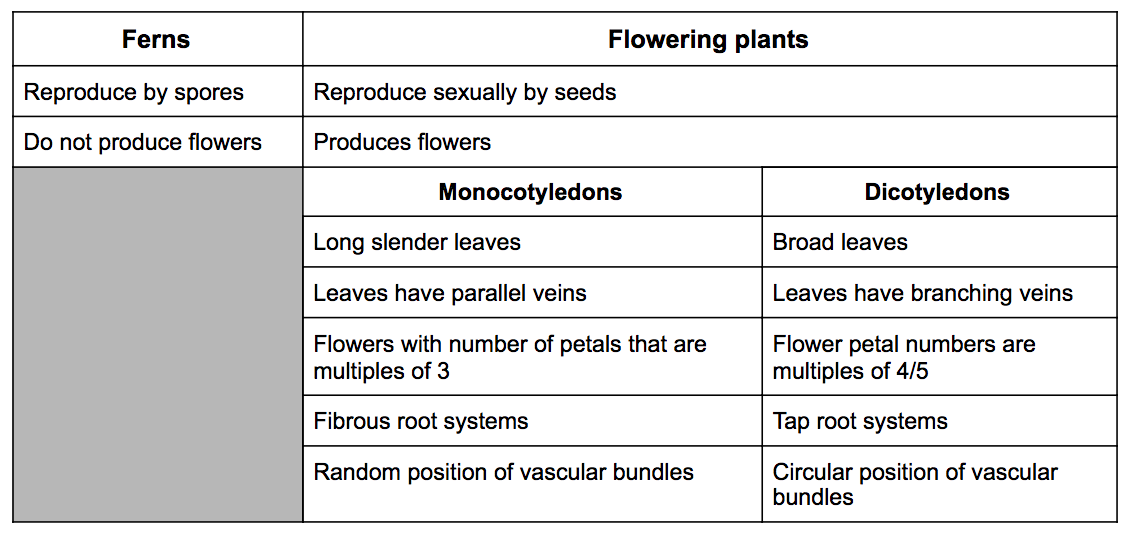 Ferns
Flowering plants
Reproduce by spores
Reproduce sexually by seeds
Do not produce flowers
Produces flowers
Monocotyledons
Dicotyledons
Long slender leaves
Broad leaves
Leaves have parallel veins
Leaves have branching veins
Flowers with number of petals that are
multiples of 3
Flower petal numbers are
multiples of 4/5
Fibrous root systems
Tap root systems
Random position of vascular bundles
Circular position of vascular
bundles